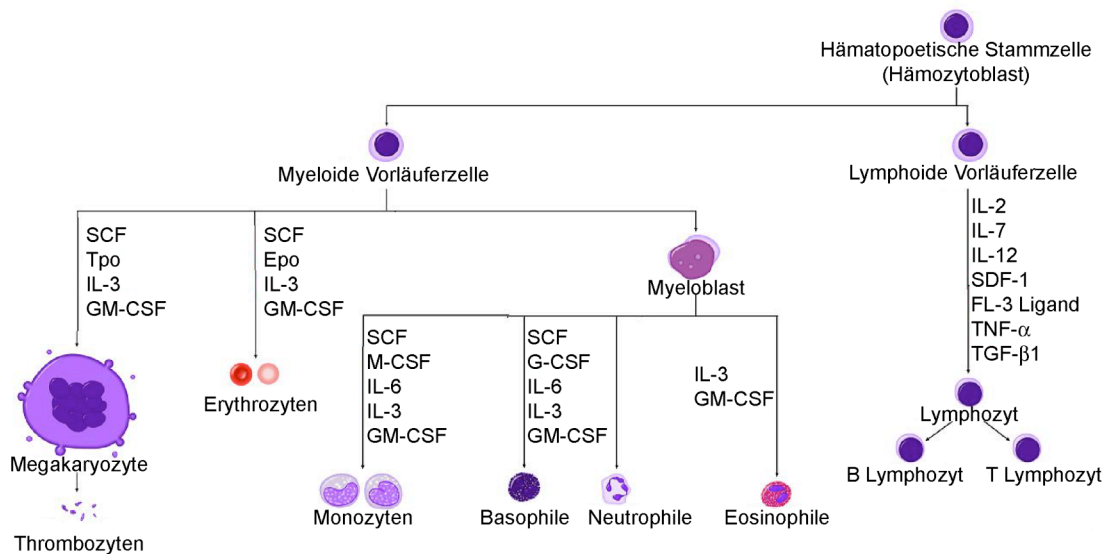 Hämatopoetische Stammzelle
(Hämozytoblast)
Myeloide Vorläuferzelle
Lymphoide Vorläuferzelle
SCF
Tpo
IL-3
GM-CSF
SCF
Epo
IL-3
GM-CSF
Myeloblast
IL-2
IL-7
IL-12
SDF-1
FL-3 Ligand
TNF-α
TGF-β1
SCF
M-CSF
IL-6
IL-3
GM-CSF
SCF
G-CSF
IL-6
IL-3
GM-CSF
IL-3
GM-CSF
Erythrozyten
Lymphozyt
Megakaryozyte
B Lymphozyt
T Lymphozyt
Monozyten
Basophile
Neutrophile
Eosinophile
Thrombozyten